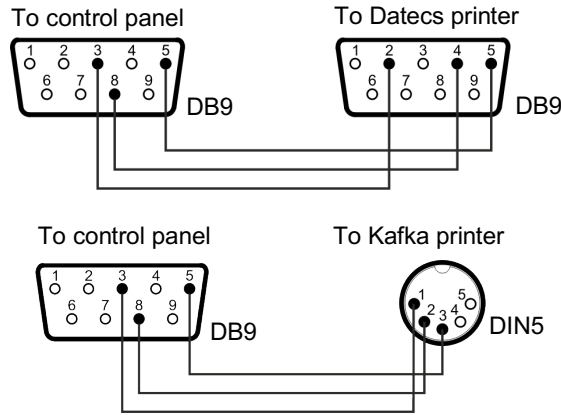 To control panel
To Datecs printer
1 2 3 4 5
1 2 3 4 5
6 7 8 9
6 7 8 9
DB9
DB9
To control panel
To Kafka printer
1 2 3 4 5
6 7 8 9
DB9
1 2 3 4 5
DIN5